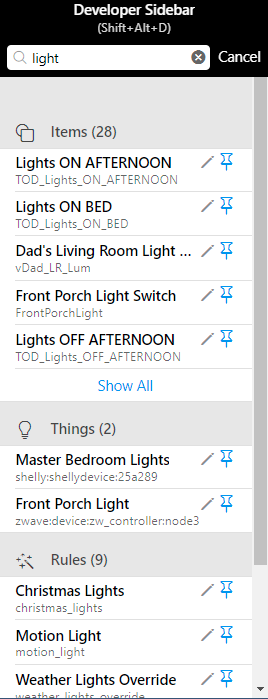 Developer Sidebar
(Shift+Alt+D)
light
Cancel
Items (28)
Lights ON AFTERNOON
TOD_Lights_ON_AFTERNOON
Lights ON BED
TOD_Lights_ON_BED
Dad's Living Room Light ...
vDad_LR_Lum
Front Porch Light Switch
FrontPorchLight
Lights OFF AFTERNOON
TOD_Lights_OFF_AFTERNOON
Show All
Things (2)
Master Bedroom Lights
shelly:shellydevice:25a289
Front Porch Light
zwave:device:zw_controller:node3
Rules (9)
Christmas Lights
christmas_lights
Motion Light
motion_light
Weather Lights Override
weather_lights_override